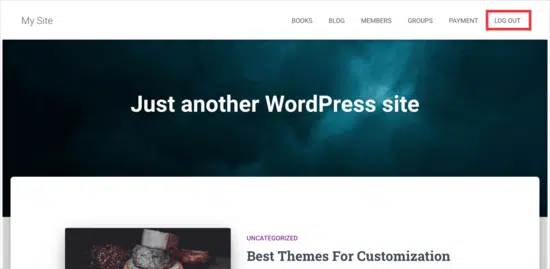 My Site
BOOKS BLOG MEMBERS GROUPS PAYMENT LOG OUT
Just another WordPress site
UNCATEGORIZED
Best Themes For Customization